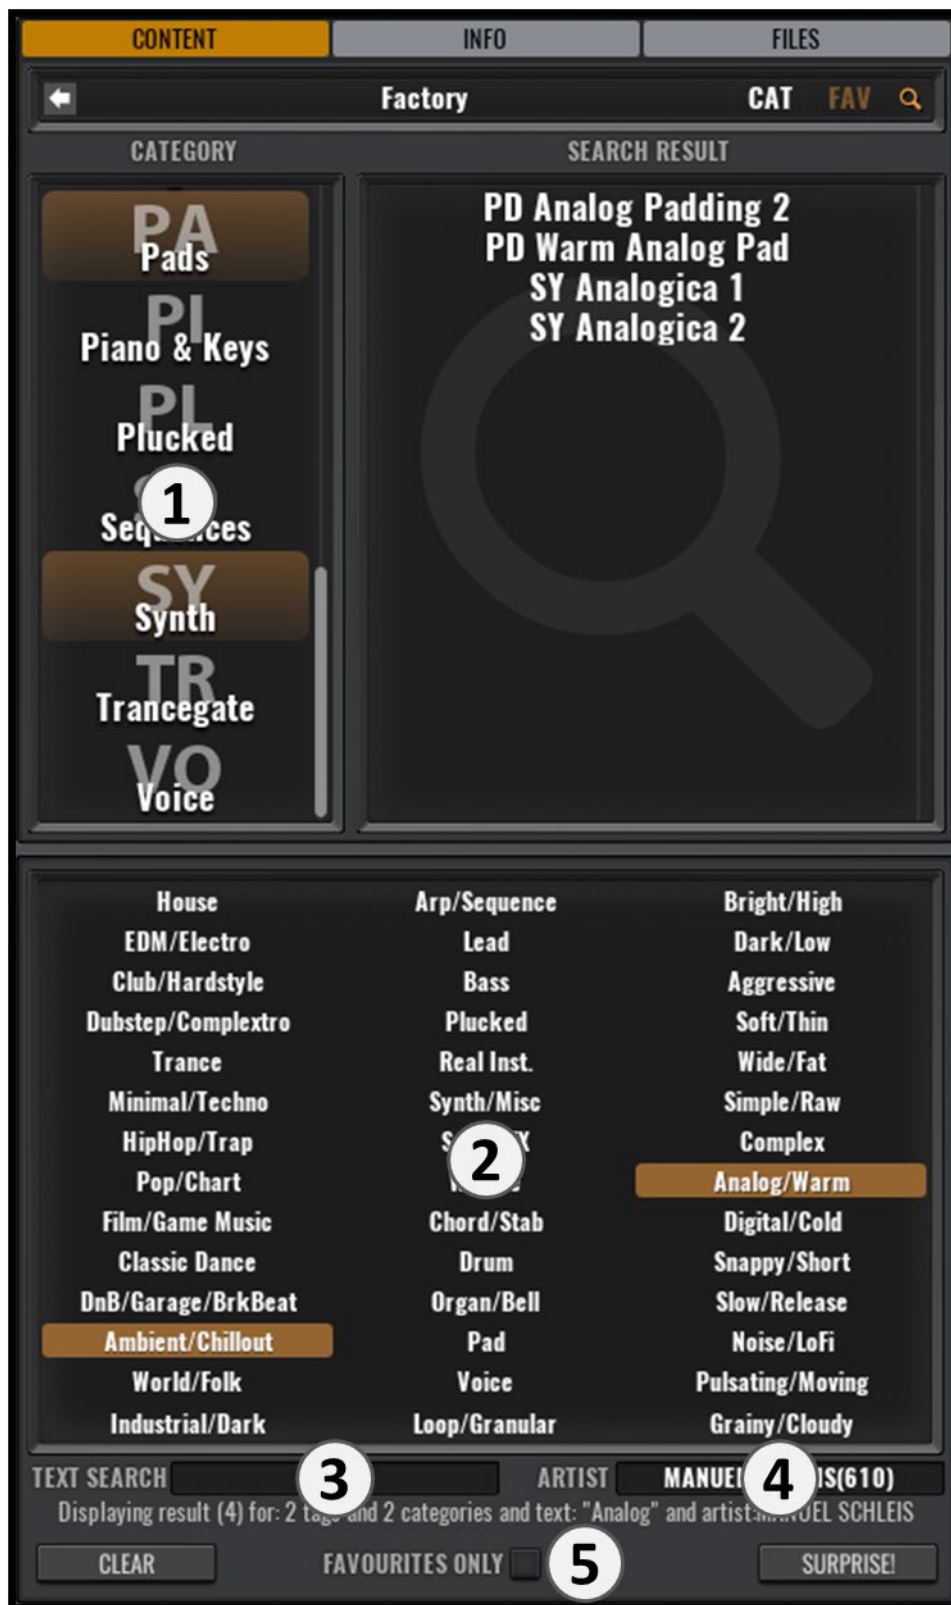 CONTENT INFO FILES
Factory CAT FAV
CATEGORY SEARCH RESULT
PA
Pads
PI
Piano & Keys
PL
Plucked
1
SY
Synth
TR
Trancegate
VO
Voice
PD Analog Padding 2
PD Warm Analog Pad
SY Analogica 1
SY Analogica 2
House Arp/Sequence Bright/High
EDM/Electro Lead Dark/Low
Club/Hardstyle Bass Aggressive
Dubstep/Complextro Plucked Soft/Thin
Trance Real Inst. Wide/Fat
Minimal/Techno Synth/Misc Simple/Raw
HipHop/Trap Complex
2
Pop/Chart Analog/Warm
Film/Game Music Chord/Stab Digital/Cold
Classic Dance Drum Snappy/Short
DnB/Garage/BrkBeat Organ/Bell Slow/Release
Ambient/Chillout Pad Noise/LoFi
World/Folk Voice Pulsating/Moving
Industrial/Dark Loop/Granular Grainy/Cloudy
TEXT SEARCH 3 ARTIST 4
Displaying result (4) for: 2 tags and 2 categories and text: "Analog" and artist:MANUEL SCHLEIS
CLEAR FAVOURITES ONLY 5 SURPRISE!